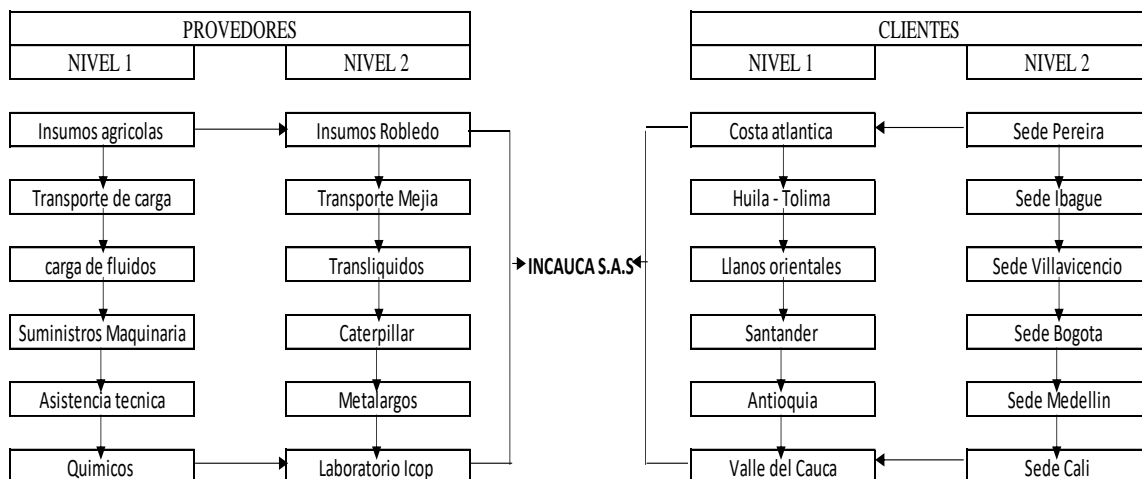 PROVEDORES CLIENTES
NIVEL 1 NIVEL 2 NIVEL 1 NIVEL 2
Insumos agricolas Insumos Robledo Costa atlantica Sede Pereira
Transporte de carga Transporte Mejia Huila - Tolima Sede Ibague
carga de fluidos Transliquidos INCAUCA S.A.S Llanos orientales Sede Villavicencio
Suministros Maquinaria Caterpillar Santander Sede Bogota
Asistencia tecnica Metalargos Antioquia Sede Medellin
Quimicos Laboratorio Icop Valle del Cauca Sede Cali